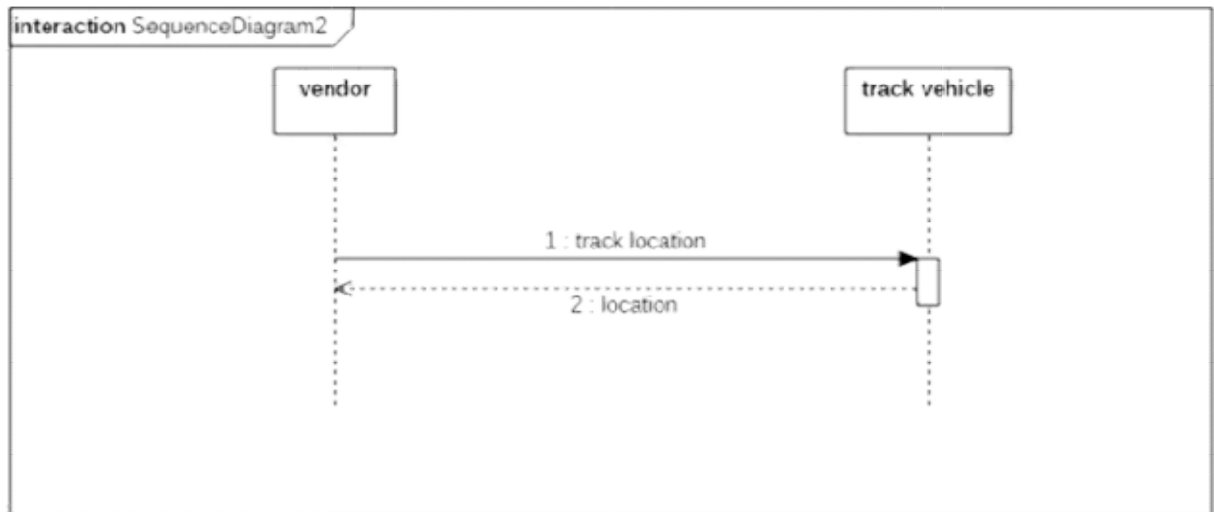 interaction SequenceDiagram2
vendor
track vehicle
1 : track location
2 : location